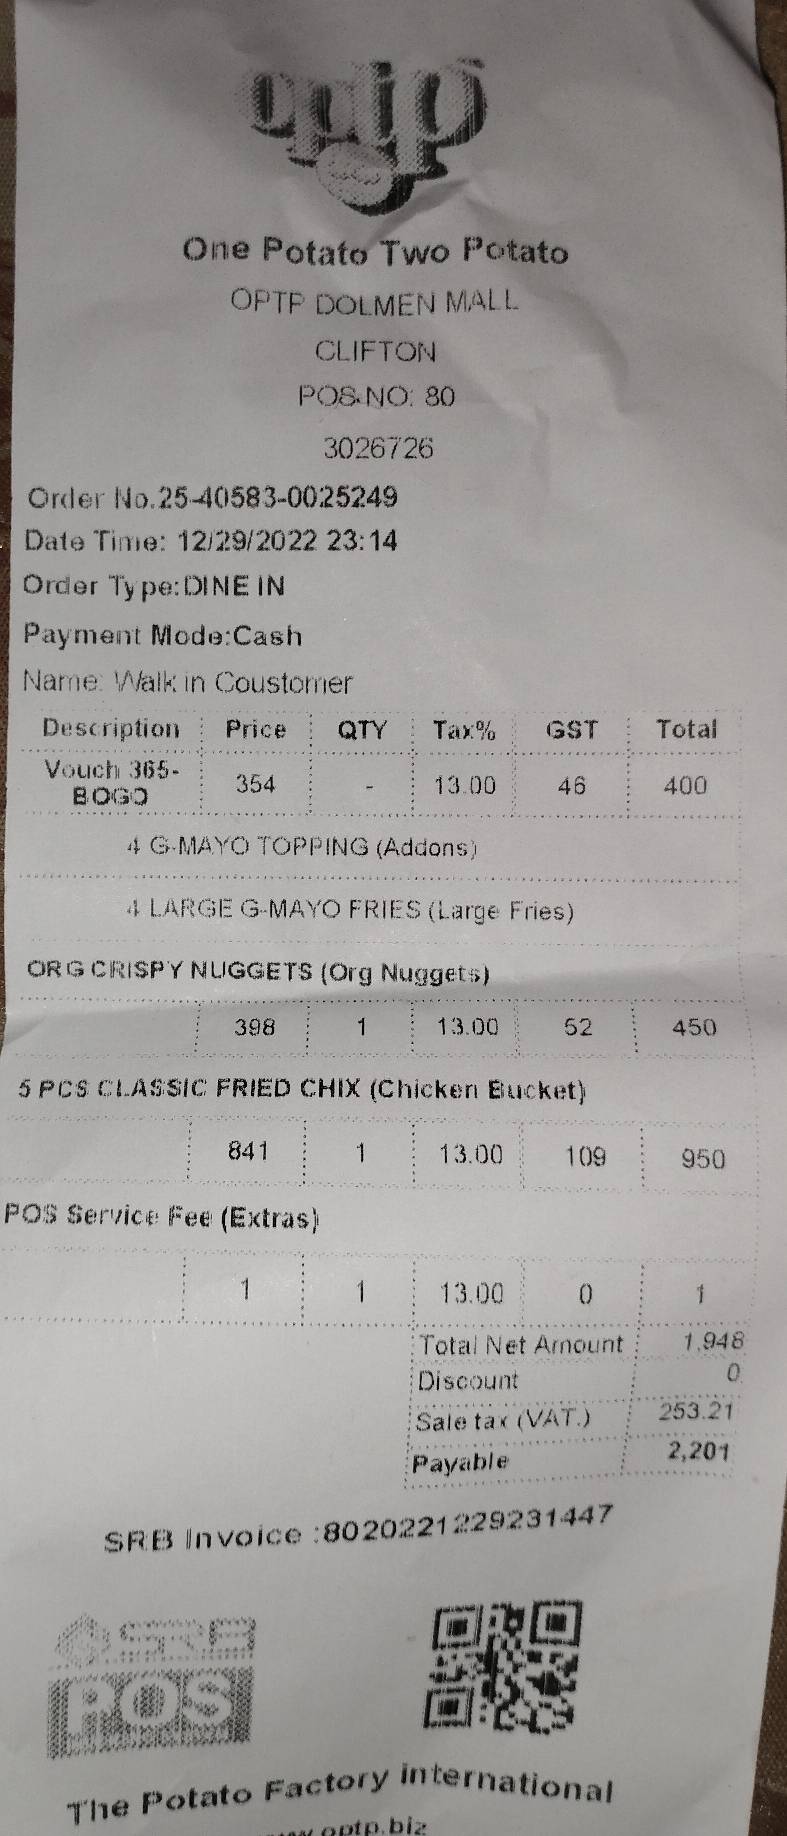 optp
One Potato Two Potato
OPTP DOLMEN MALL
CLIFTON
POS NO: 80
3026726
Order No.25-40583-0025249
Date Time: 12/29/2022 23:14
Order Type:DINE IN
Payment Mode:Cash
Name: Walk in Coustomer
Description Price QTY Tax% GST Total
Vouch 365-
BOGO 354 - 13.00 46 400
4 G-MAYO TOPPING (Addons)
4 LARGE G-MAYO FRIES (Large Fries)
ORG CRISPY NUGGETS (Org Nuggets)
398 1 13.00 52 450
5 PCS CLASSIC FRIED CHIX (Chicken Bucket)
841 1 13.00 109 950
POS Service Fee (Extras)
1 1 13.00 0 1
Total Net Amount 1,948
Discount 0
Sale tax (VAT.) 253.21
Payable 2,201
SRB Invoice :8020221229231447
SRB
POS
The Potato Factory international
optp.biz